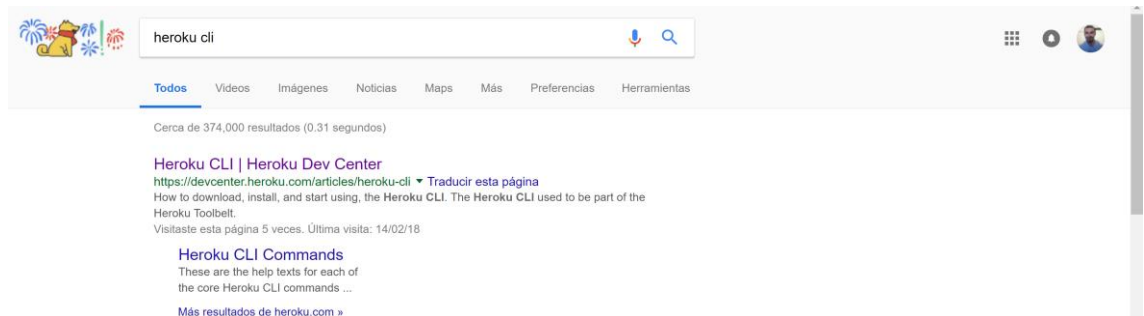 heroku cli
Todos Videos Imágenes Noticias Maps Más Preferencias Herramientas
Cerca de 374,000 resultados (0.31 segundos)
Heroku CLI | Heroku Dev Center
https://devcenter.heroku.com/articles/heroku-cli ▼ Traducir esta página
How to download, install, and start using, the Heroku CLI. The Heroku CLI used to be part of the
Heroku Toolbelt.
Visitaste esta página 5 veces. Última visita: 14/02/18
Heroku CLI Commands
These are the help texts for each of
the core Heroku CLI commands ...
Más resultados de heroku.com »